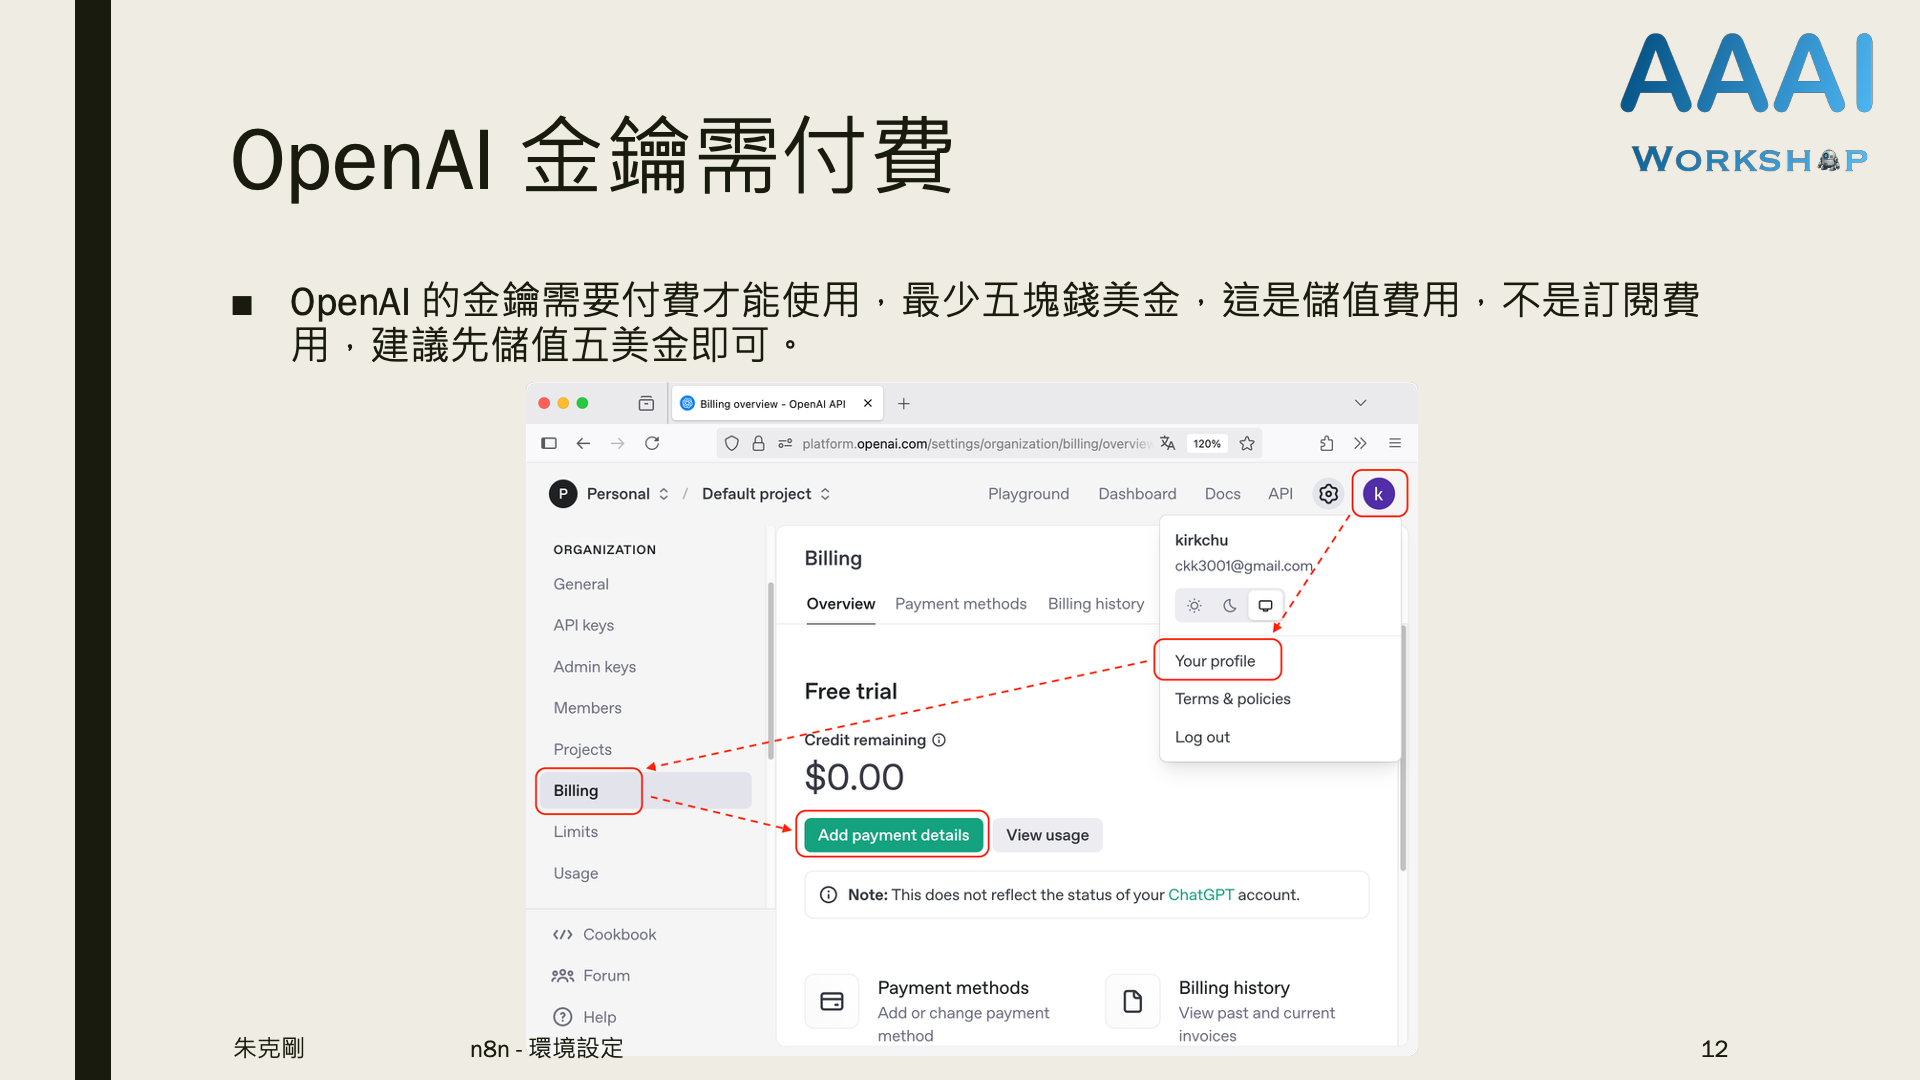 AAAI
WORKSHOP
OpenAI 金鑰需付費
■ OpenAI 的金鑰需要付費才能使用，最少五塊錢美金，這是儲值費用，不是訂閱費
用，建議先儲值五美金即可。
Billing overview - OpenAI API
platform.openai.com/settings/organization/billing/overview
120%
P Personal / Default project
Playground Dashboard Docs API k
kirkchu
ckk3001@gmail.com
Your profile
Terms & policies
Log out
ORGANIZATION
General
API keys
Admin keys
Members
Projects
Billing
Limits
Usage
Cookbook
Forum
Help
Billing
Overview Payment methods Billing history
Free trial
Credit remaining
$0.00
Add payment details View usage
Note: This does not reflect the status of your ChatGPT account.
Payment methods
Add or change payment
method
Billing history
View past and current
invoices
朱克剛 n8n - 環境設定 12